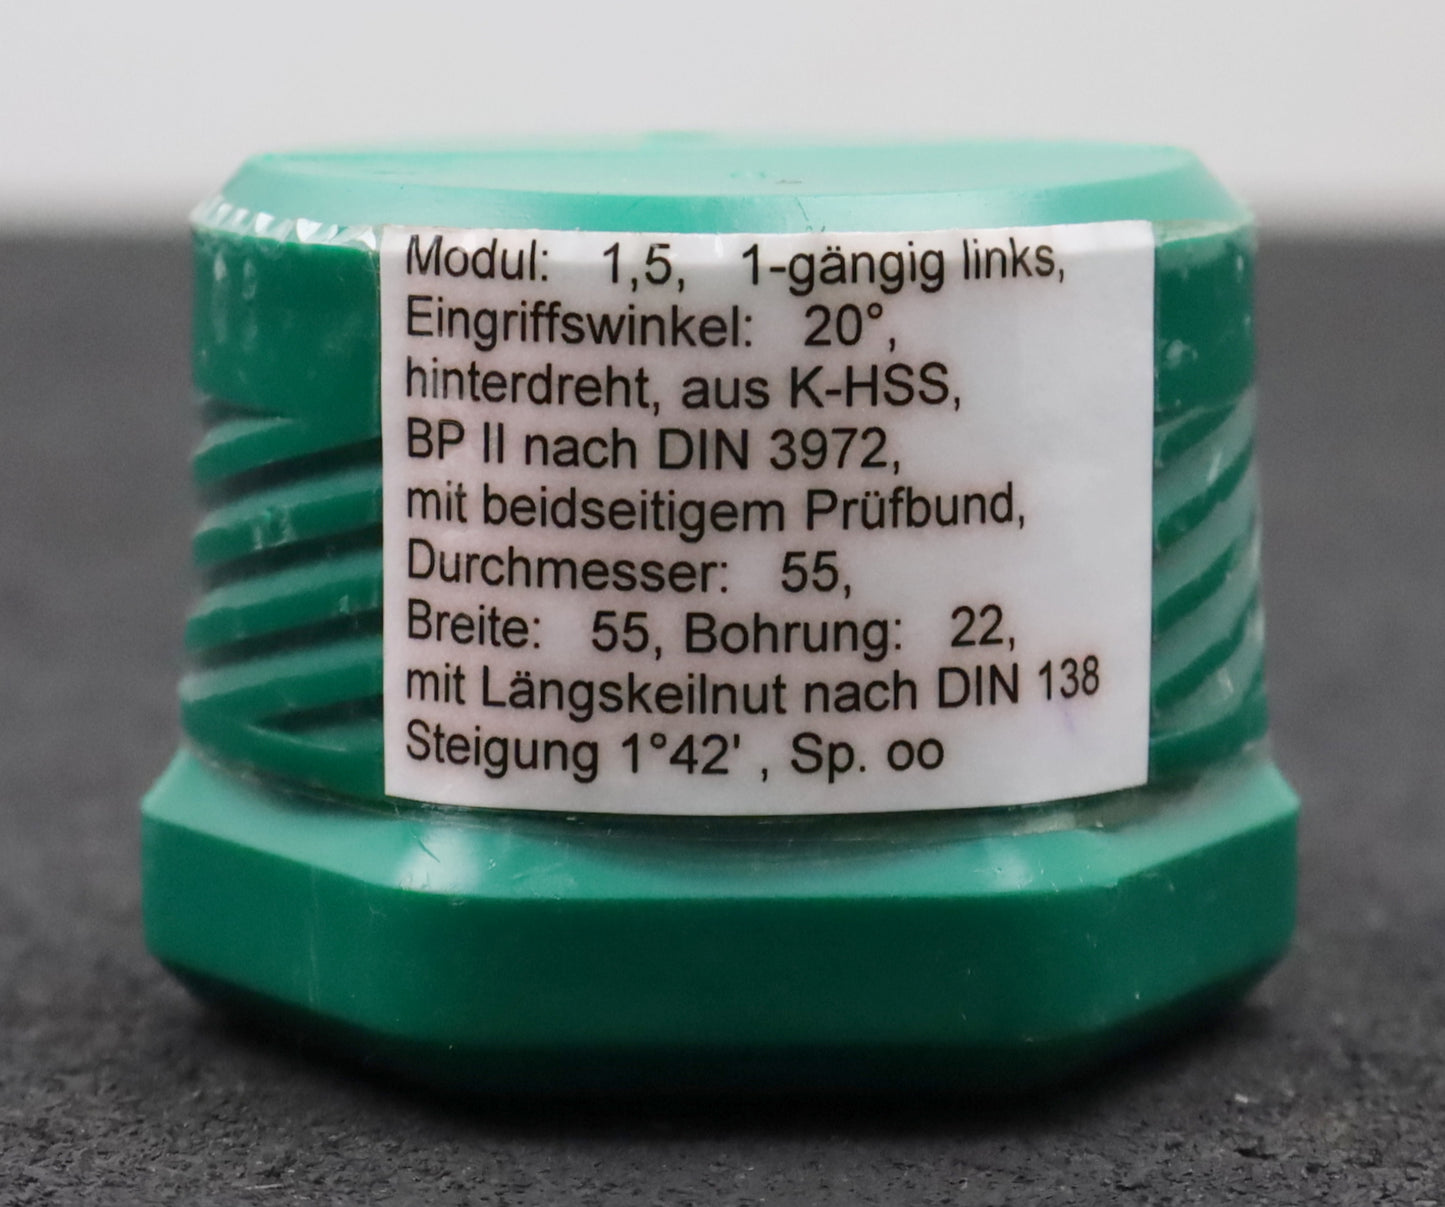 Modul: 1,5, 1-gängig links,
Eingriffswinkel: 20°,
hinterdreht, aus K-HSS,
BP II nach DIN 3972,
mit beidseitigem Prüfbund,
Durchmesser: 55,
Breite: 55, Bohrung: 22,
mit Längskeilnut nach DIN 138
Steigung 1°42' , Sp. oo